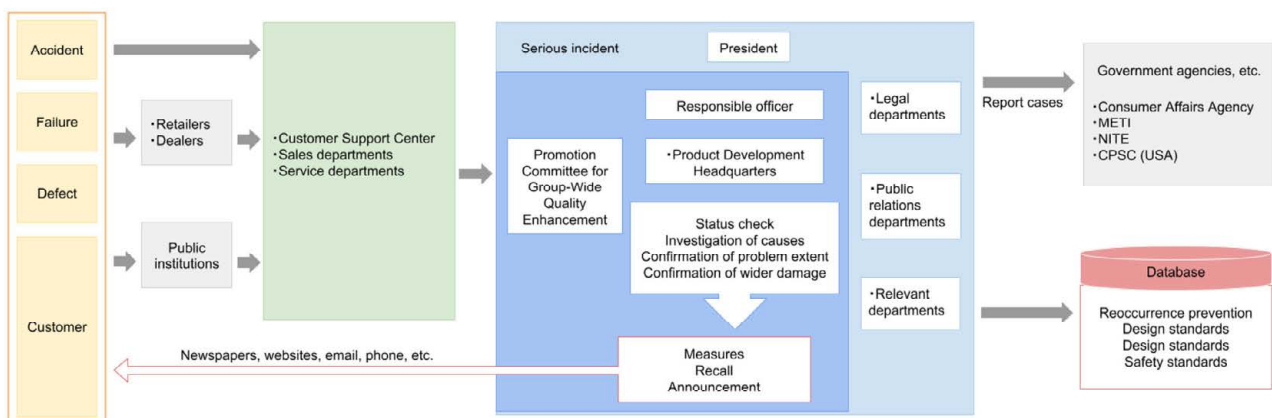 Accident
Failure
Defect
Customer
・Retailers
・Dealers
Public
institutions
・Customer Support Center
・Sales departments
・Service departments
Serious incident
President
Responsible officer
Promotion
Committee for
Group-Wide
Quality
Enhancement
・Product Development
Headquarters
Status check
Investigation of causes
Confirmation of problem extent
Confirmation of wider damage
Measures
Recall
Announcement
Newspapers, websites, email, phone, etc.
・Legal
departments
・Public
relations
departments
・Relevant
departments
Report cases
Government agencies, etc.
・Consumer Affairs Agency
・METI
・NITE
・CPSC (USA)
Database
Reoccurrence prevention
Design standards
Design standards
Safety standards